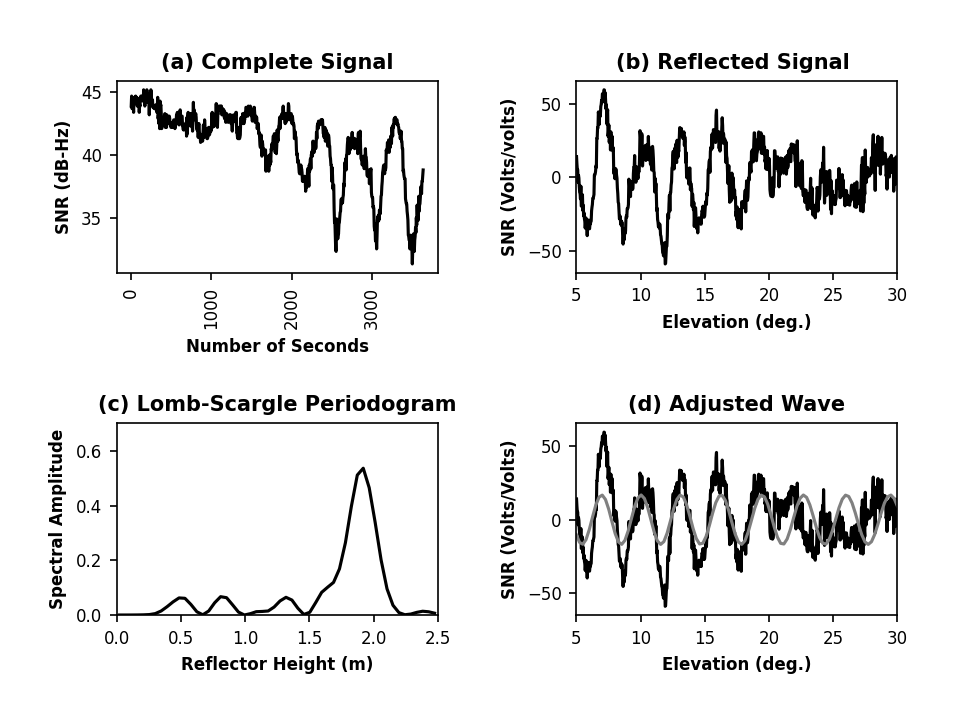 (a) Complete Signal
SNR (dB-Hz)
45
40
35
0
1000
2000
3000
Number of Seconds
(b) Reflected Signal
SNR (Volts/volts)
50
0
−50
5 10 15 20 25 30
Elevation (deg.)
(c) Lomb-Scargle Periodogram
Spectral Amplitude
0.6
0.4
0.2
0.0
0.0 0.5 1.0 1.5 2.0 2.5
Reflector Height (m)
(d) Adjusted Wave
SNR (Volts/Volts)
50
0
−50
5 10 15 20 25 30
Elevation (deg.)